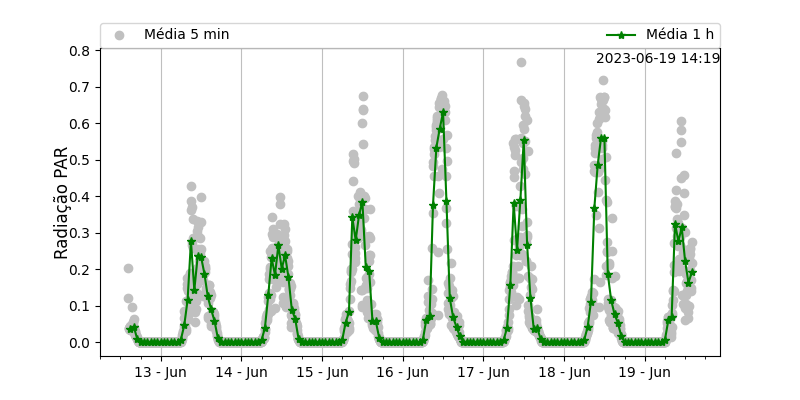 Média 5 min
Média 1 h
2023-06-19 14:19
0.8
0.7
0.6
0.5
0.4
0.3
0.2
0.1
0.0
Radiação PAR
13 - Jun
14 - Jun
15 - Jun
16 - Jun
17 - Jun
18 - Jun
19 - Jun